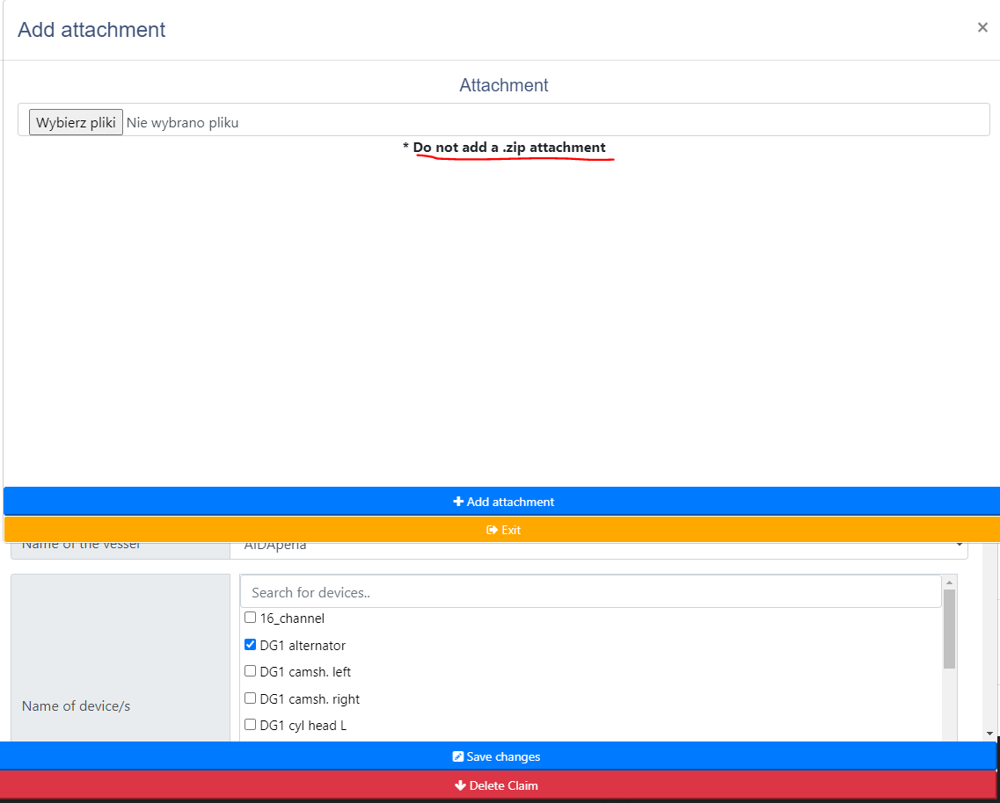 Add attachment
×
Attachment
Wybierz pliki Nie wybrano pliku
* Do not add a .zip attachment
Add attachment
Exit
Name of the vessel
AIDAperla
Search for devices..
16_channel
DG1 alternator
DG1 camsh. left
DG1 camsh. right
Name of device/s
DG1 cyl head L
Save changes
Delete Claim